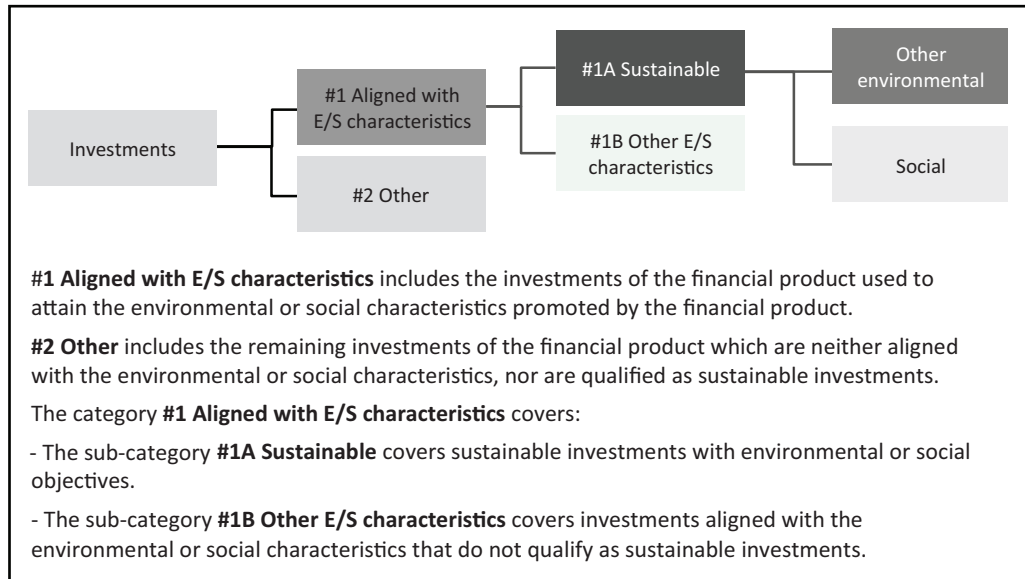 Investments
#1 Aligned with
E/S characteristics
#2 Other
#1A Sustainable
#1B Other E/S
characteristics
Other
environmental
Social
#1 Aligned with E/S characteristics includes the investments of the financial product used to
attain the environmental or social characteristics promoted by the financial product.
#2 Other includes the remaining investments of the financial product which are neither aligned
with the environmental or social characteristics, nor are qualified as sustainable investments.
The category #1 Aligned with E/S characteristics covers:
- The sub-category #1A Sustainable covers sustainable investments with environmental or social
objectives.
- The sub-category #1B Other E/S characteristics covers investments aligned with the
environmental or social characteristics that do not qualify as sustainable investments.